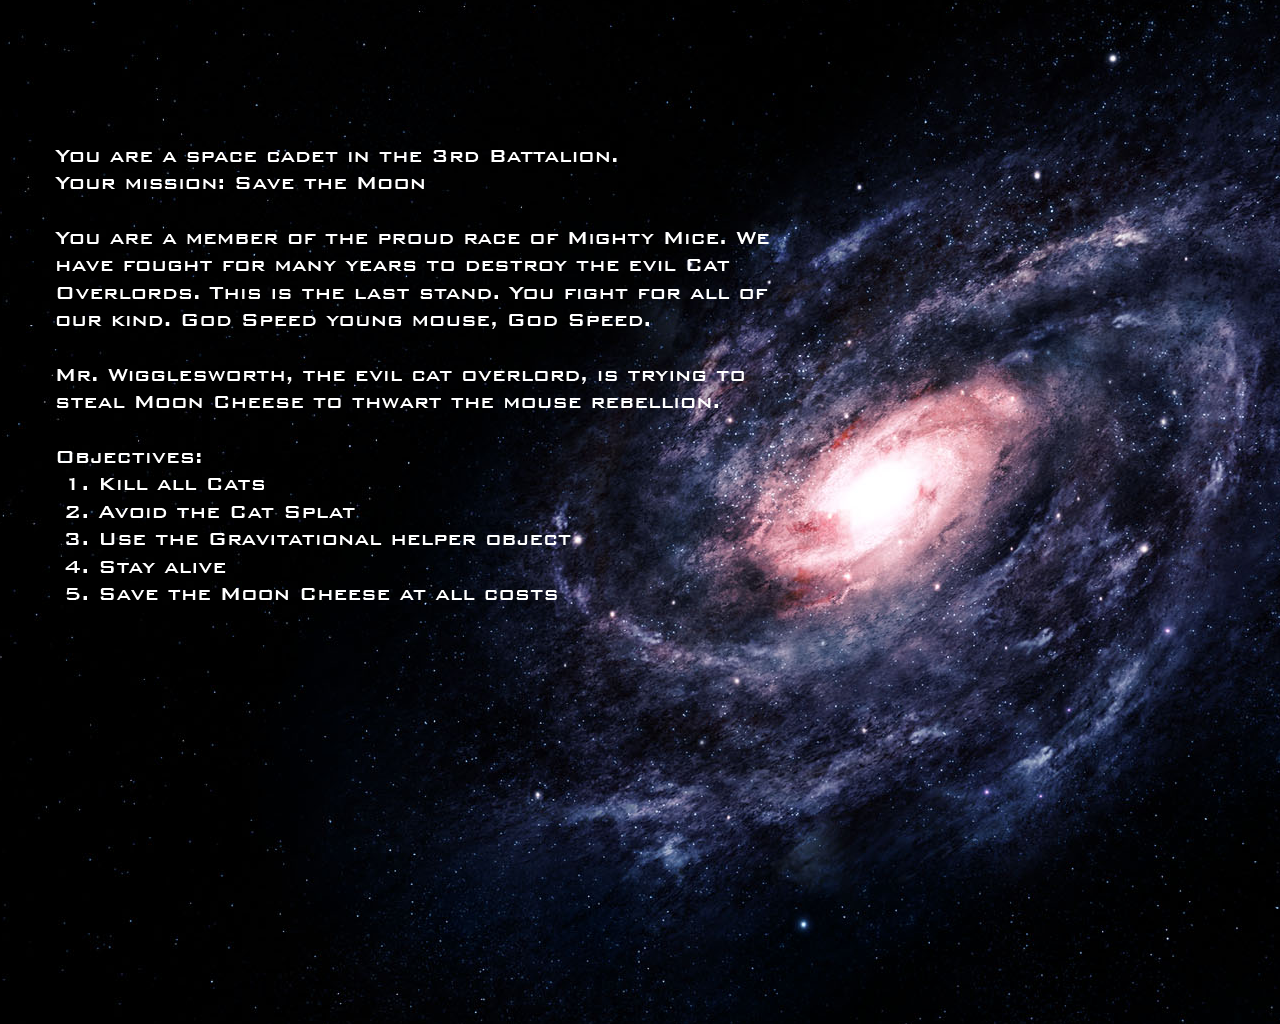 You are a space cadet in the 3rd Battalion.
Your mission: Save the Moon
You are a member of the proud race of Mighty Mice. We
have fought for many years to destroy the evil Cat
Overlords. This is the last stand. You fight for all of
our kind. God Speed young mouse, God Speed.
Mr. Wigglesworth, the evil cat overlord, is trying to
steal Moon Cheese to thwart the mouse rebellion.
Objectives:
1. Kill all Cats
2. Avoid the Cat Splat
3. Use the Gravitational helper object
4. Stay alive
5. Save the Moon Cheese at all costs